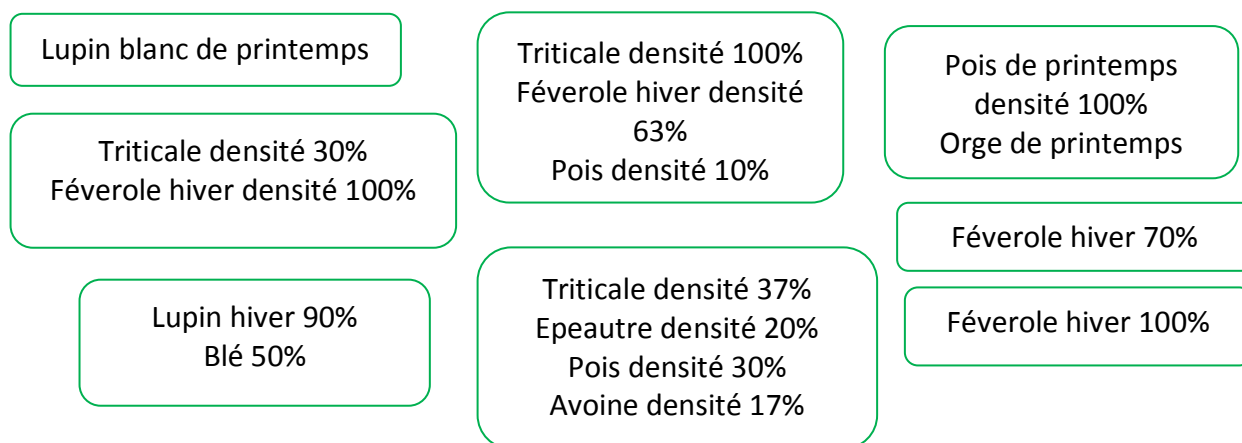 Lupin blanc de printemps
Triticale densité 30%
Féverole hiver densité 100%
Lupin hiver 90%
Blé 50%
Triticale densité 100%
Féverole hiver densité
63%
Pois densité 10%
Triticale densité 37%
Epeautre densité 20%
Pois densité 30%
Avoine densité 17%
Pois de printemps
densité 100%
Orge de printemps
Féverole hiver 70%
Féverole hiver 100%